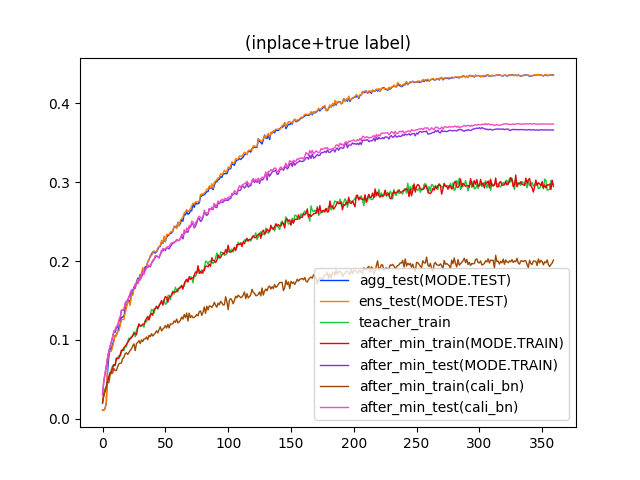 (inplace+true label)
0.4
0.3
0.2
0.1
0.0
0 50 100 150 200 250 300 350
agg_test(MODE.TEST)
ens_test(MODE.TEST)
teacher_train
after_min_train(MODE.TRAIN)
after_min_test(MODE.TRAIN)
after_min_train(cali_bn)
after_min_test(cali_bn)